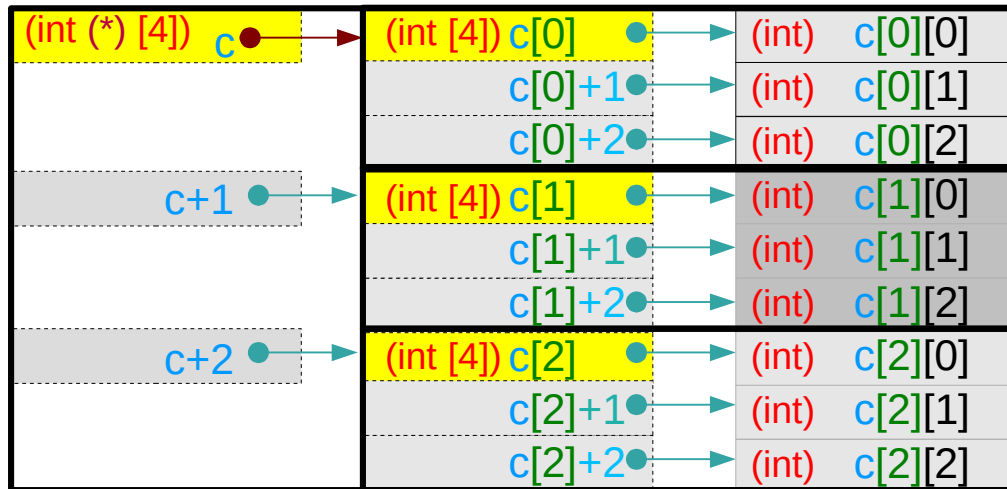 (int (*) [4]) c (int [4]) c[0] (int) c[0][0]
c[0]+1 (int) c[0][1]
c[0]+2 (int) c[0][2]
c+1 (int [4]) c[1] (int) c[1][0]
c[1]+1 (int) c[1][1]
c[1]+2 (int) c[1][2]
c+2 (int [4]) c[2] (int) c[2][0]
c[2]+1 (int) c[2][1]
c[2]+2 (int) c[2][2]